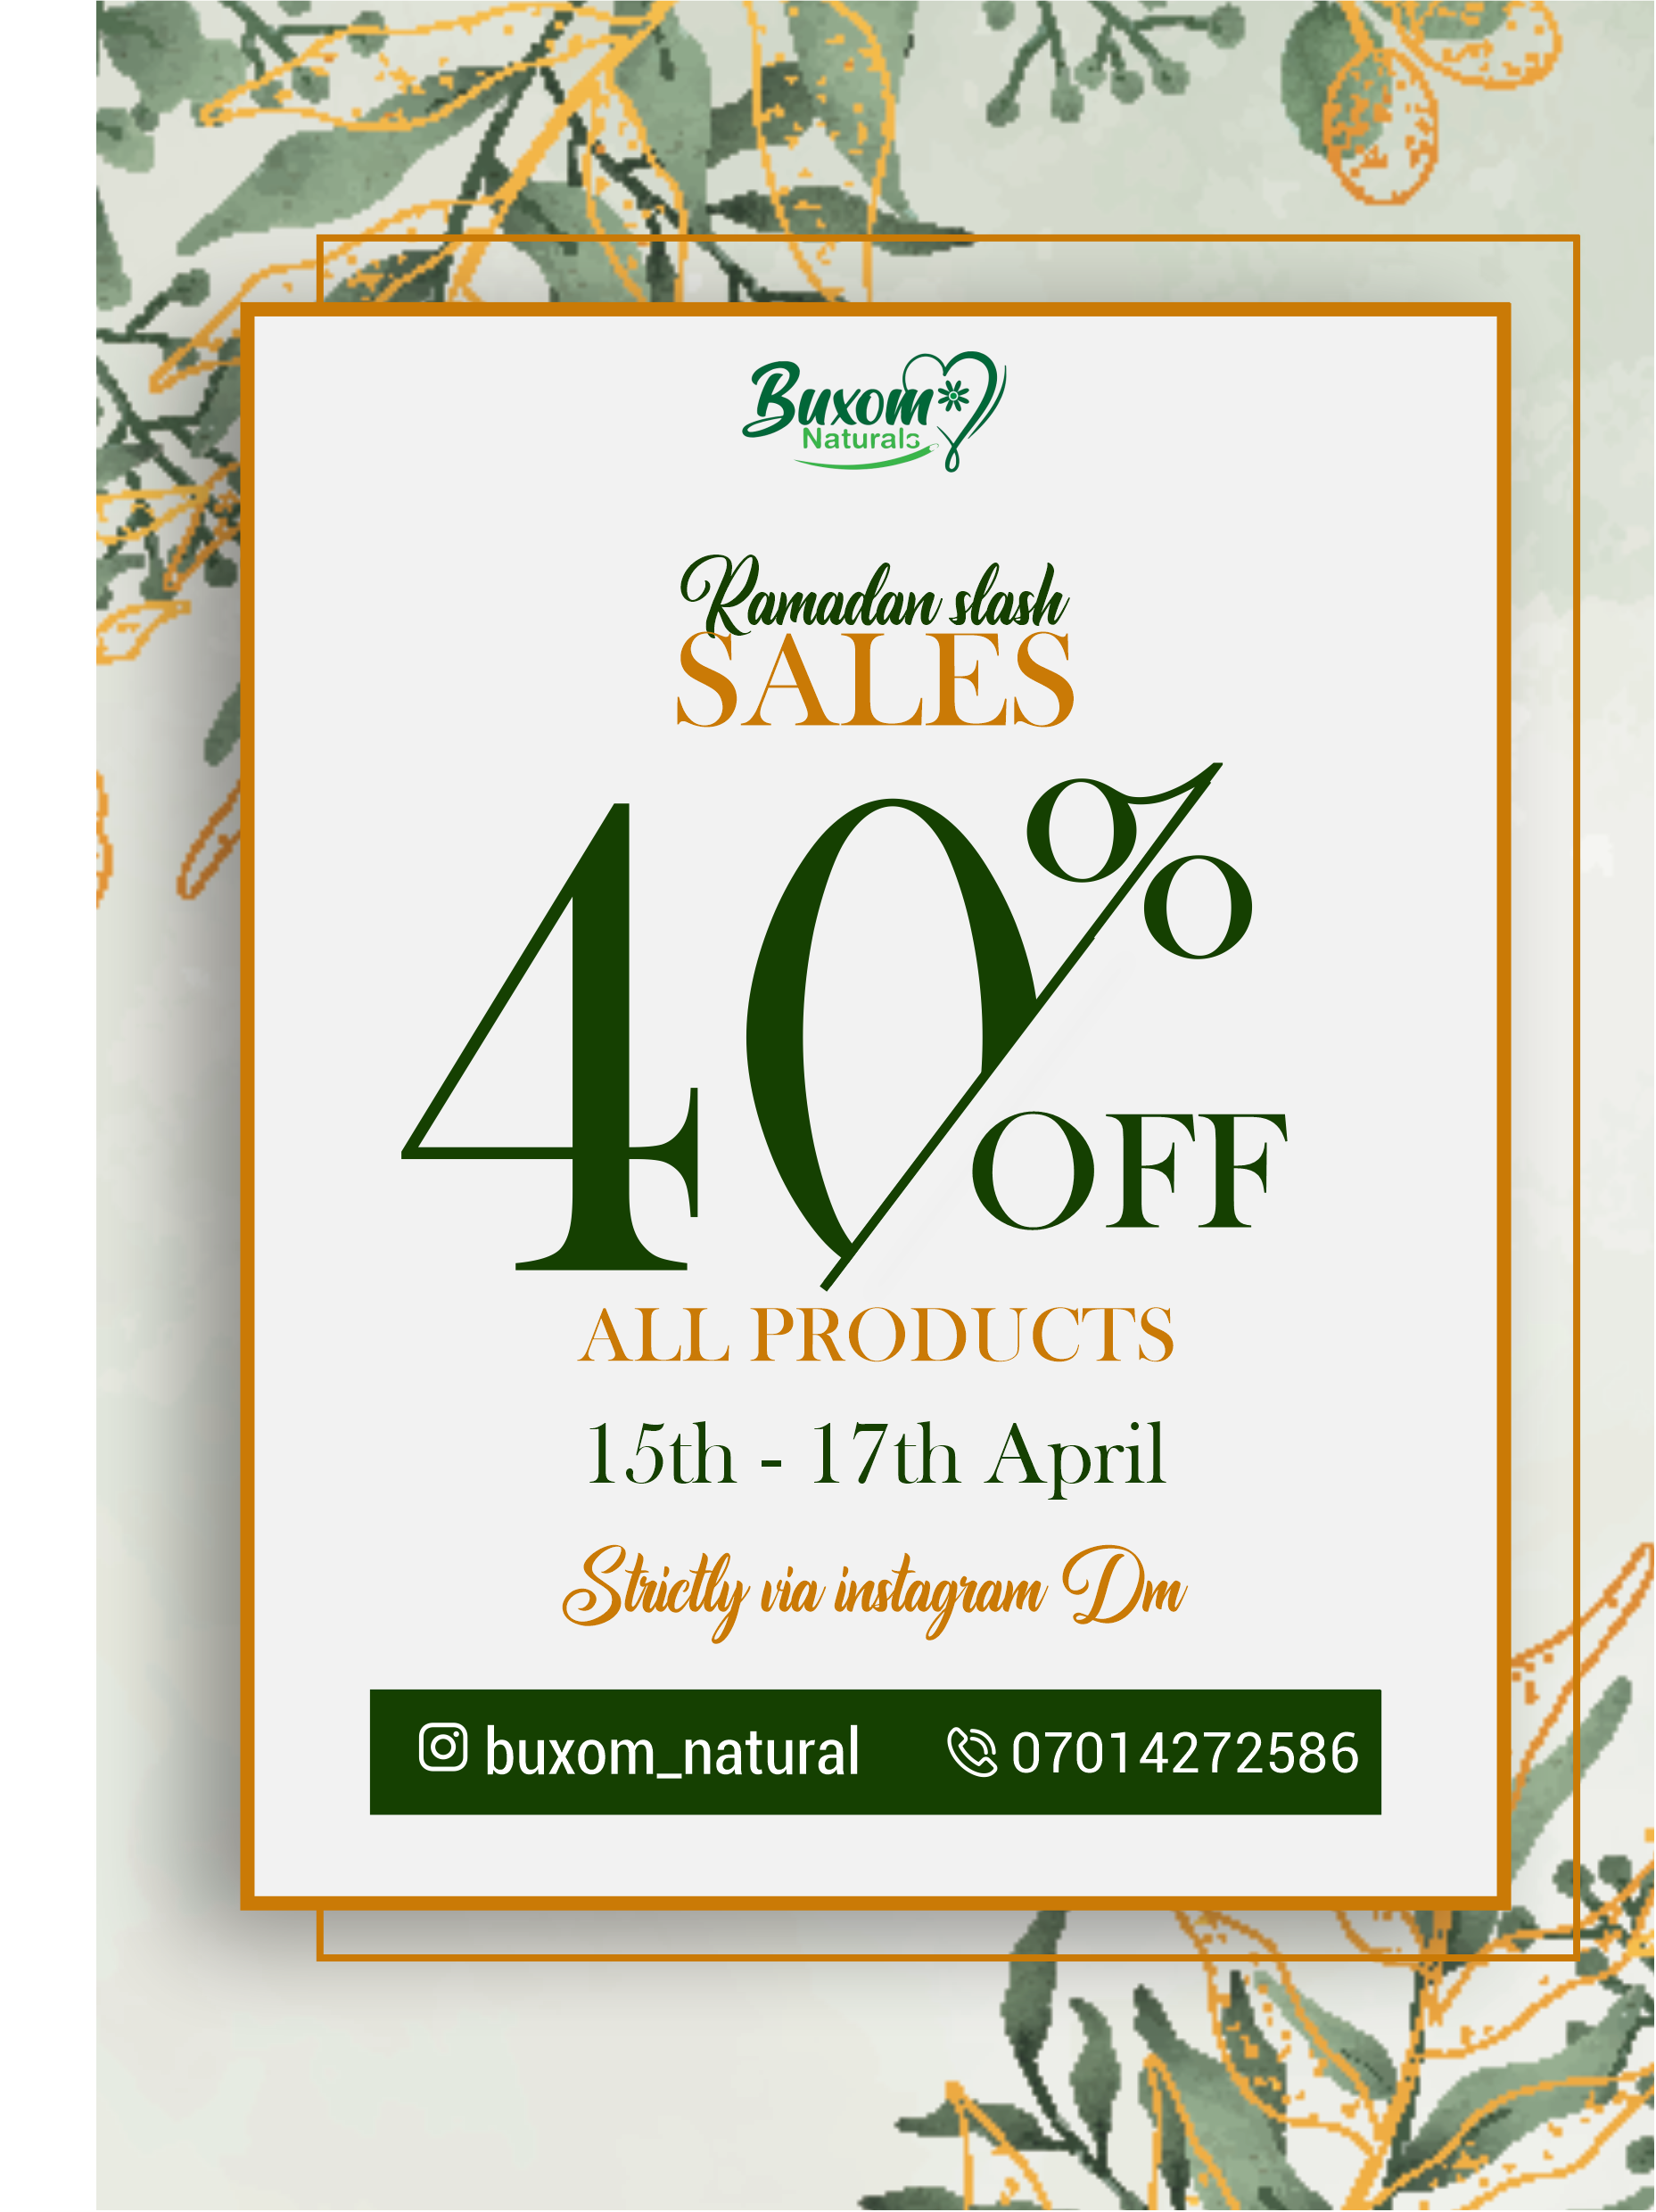 Buxom
Naturals
Ramadan slash
SALES
40%
OFF
ALL PRODUCTS
15th - 17th April
Strictly via instagram Dm
buxom_natural 07014272586